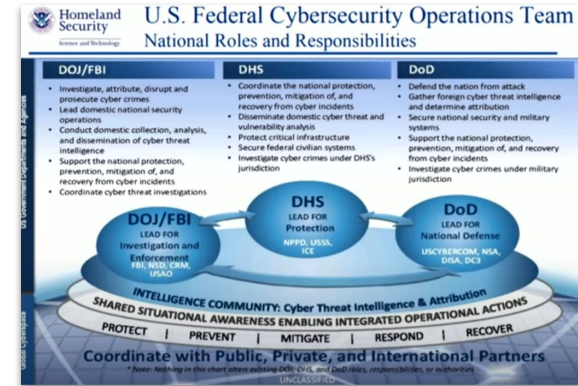 Homeland
Security
Science and Technology
U.S. Federal Cybersecurity Operations Team
National Roles and Responsibilities
DOJ/FBI
• Investigate, attribute, disrupt and
prosecute cyber crimes
• Lead domestic national security
operations
• Conduct domestic collection, analysis,
and dissemination of cyber threat
intelligence
• Support the national protection,
prevention, mitigation of, and
recovery from cyber incidents
• Coordinate cyber threat investigations
DHS
• Coordinate the national protection,
prevention, mitigation of, and
recovery from cyber incidents
• Disseminate domestic cyber threat and
vulnerability analysis
• Protect critical infrastructure
• Secure federal civilian systems
• Investigate cyber crimes under DHS's
jurisdiction
DoD
• Defend the nation from attack
• Gather foreign cyber threat intelligence
and determine attribution
• Secure national security and military
systems
• Support the national protection,
prevention, mitigation of, and recovery
from cyber incidents
• Investigate cyber crimes under military
jurisdiction
US Government Departments and Agencies
DOJ/FBI
LEAD FOR
Investigation and
Enforcement
FBI, NSD, CRM,
USAO
DHS
LEAD FOR
Protection
NPPD, USSS,
ICE
DoD
LEAD FOR
National Defense
USCYBERCOM, NSA,
DISA, DC3
INTELLIGENCE COMMUNITY: Cyber Threat Intelligence & Attribution
SHARED SITUATIONAL AWARENESS ENABLING INTEGRATED OPERATIONAL ACTIONS
PROTECT | PREVENT | MITIGATE | RESPOND | RECOVER
Global Cyberspace
Coordinate with Public, Private, and International Partners
* Note: Nothing in this chart alters existing DOJ, DHS, and DoD roles, responsibilities, or authorities
UNCLASSIFIED